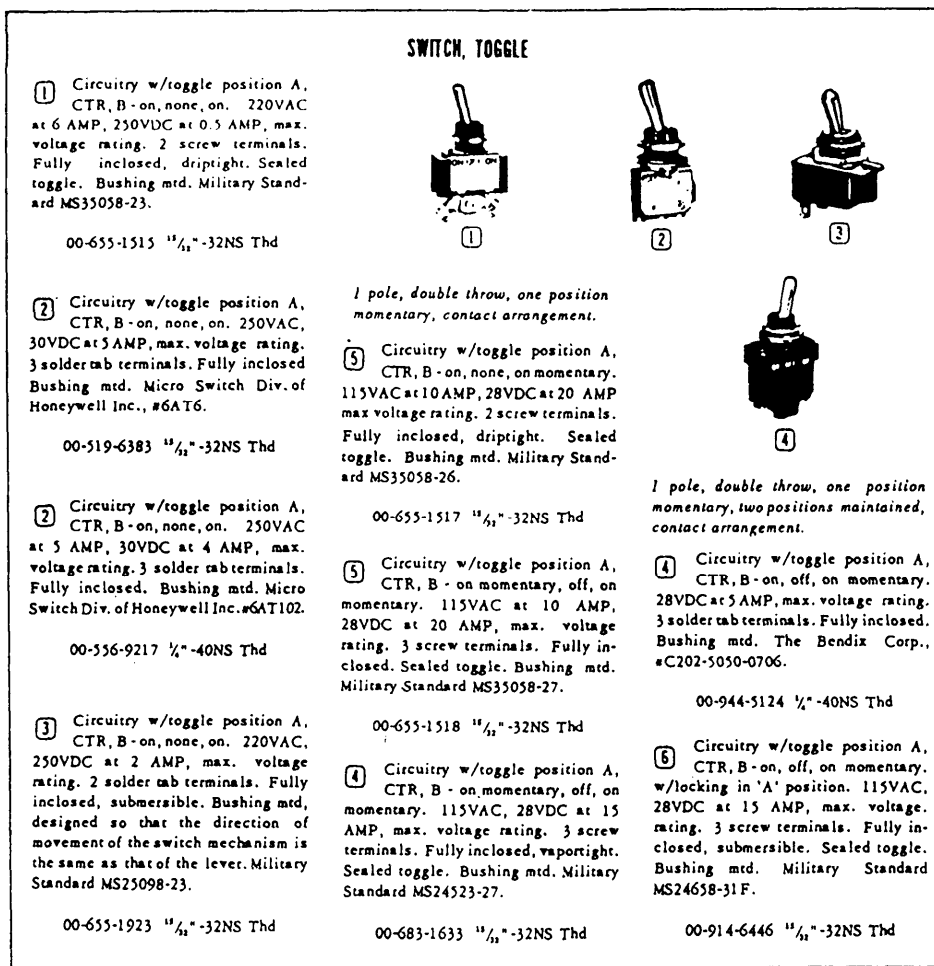 SWITCH, TOGGLE
1 Circuitry w/toggle position A,
CTR, B - on, none, on. 220VAC
at 6 AMP, 250VDC at 0.5 AMP, max.
voltage rating. 2 screw terminals.
Fully inclosed, driptight. Sealed
toggle. Bushing mtd. Military Stand-
ard MS35058-23.
00-655-1515 15/32"-32NS Thd
2 Circuitry w/toggle position A,
CTR, B - on, none, on. 250VAC,
30VDC at 5 AMP, max. voltage rating.
3 solder tab terminals. Fully inclosed
Bushing mtd. Micro Switch Div. of
Honeywell Inc., #6AT6.
00-519-6383 15/32"-32NS Thd
2 Circuitry w/toggle position A,
CTR, B - on, none, on. 250VAC
at 5 AMP, 30VDC at 4 AMP, max.
voltage rating. 3 solder tab terminals.
Fully inclosed. Bushing mtd. Micro
Switch Div. of Honeywell Inc. #6AT102.
00-556-9217 1/4"-40NS Thd
3 Circuitry w/toggle position A,
CTR, B - on, none, on. 220VAC,
250VDC at 2 AMP, max. voltage
rating. 2 solder tab terminals. Fully
inclosed, submersible. Bushing mtd,
designed so that the direction of
movement of the switch mechanism is
the same as that of the lever. Military
Standard MS25098-23.
00-655-1923 15/32"-32NS Thd
ON ON
1
2
3
4
1 pole, double throw, one position
momentary, contact arrangement.
5 Circuitry w/toggle position A,
CTR, B - on, none, on momentary.
115VAC at 10 AMP, 28VDC at 20 AMP
max voltage rating. 2 screw terminals.
Fully inclosed, driptight. Sealed
toggle. Bushing mtd. Military Stand-
ard MS35058-26.
00-655-1517 15/32"-32NS Thd
5 Circuitry w/toggle position A,
CTR, B - on momentary, off, on
momentary. 115VAC at 10 AMP,
28VDC at 20 AMP, max. voltage
rating. 3 screw terminals. Fully in-
closed. Sealed toggle. Bushing mtd.
Military Standard MS35058-27.
00-655-1518 15/32"-32NS Thd
4 Circuitry w/toggle position A,
CTR, B - on momentary, off, on
momentary. 115VAC, 28VDC at 15
AMP, max. voltage rating. 3 screw
terminals. Fully inclosed, vaportight.
Sealed toggle. Bushing mtd. Military
Standard MS24523-27.
00-683-1633 15/32"-32NS Thd
1 pole, double throw, one position
momentary, two positions maintained,
contact arrangement.
4 Circuitry w/toggle position A,
CTR, B - on, off, on momentary.
28VDC at 5 AMP, max. voltage rating.
3 solder tab terminals. Fully inclosed.
Bushing mtd. The Bendix Corp.,
#C202-5050-0706.
00-944-5124 1/4"-40NS Thd
6 Circuitry w/toggle position A,
CTR, B - on, off, on momentary.
w/locking in 'A' position. 115VAC,
28VDC at 15 AMP, max. voltage.
rating. 3 screw terminals. Fully in-
closed, submersible. Sealed toggle.
Bushing mtd. Military Standard
MS24658-31F.
00-914-6446 15/32"-32NS Thd